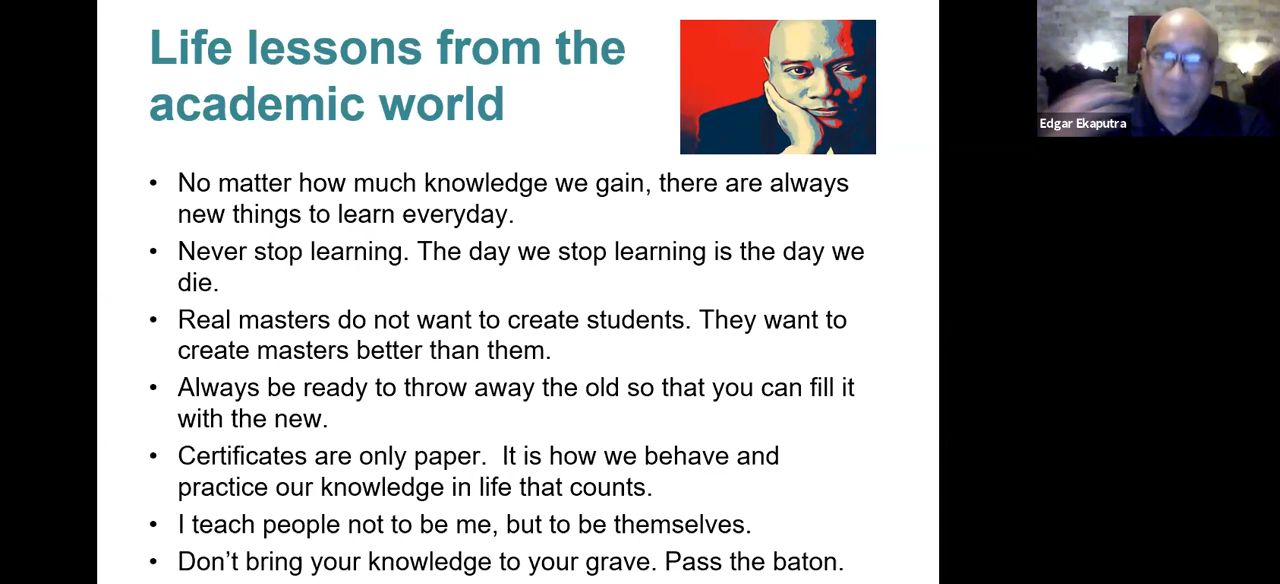 Life lessons from the
academic world
Edgar Ekaputra
• No matter how much knowledge we gain, there are always
new things to learn everyday.
• Never stop learning. The day we stop learning is the day we
die.
• Real masters do not want to create students. They want to
create masters better than them.
• Always be ready to throw away the old so that you can fill it
with the new.
• Certificates are only paper.  It is how we behave and
practice our knowledge in life that counts.
• I teach people not to be me, but to be themselves.
• Don’t bring your knowledge to your grave. Pass the baton.